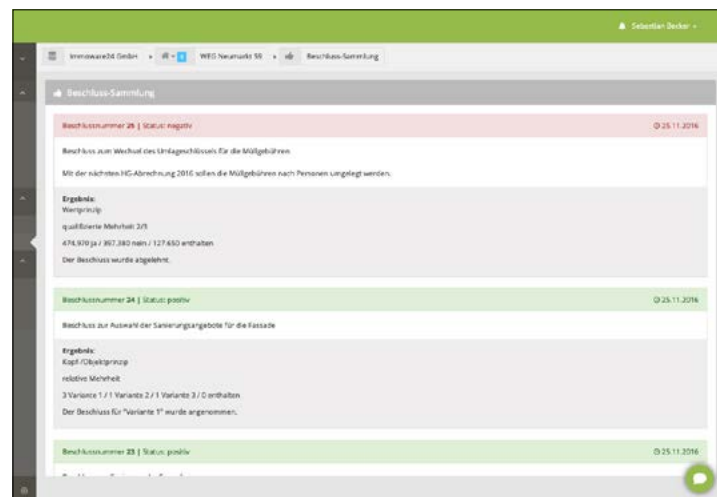 Sebastian Becker
Immoware24 GmbH
WEG Neumarkt 58
Beschluss-Sammlung
Beschluss-Sammlung
Beschlussnummer 25 | Status: negativ 25.11.2016
Beschluss zum Wechsel des Umlageschlüssels für die Müllgebühren
Mit der nächsten HG-Abrechnung 2016 sollen die Müllgebühren nach Personen umgelegt werden.
Ergebnis:
Wertprinzip
qualifizierte Mehrheit 2/3
474,970 ja / 397,380 nein / 127,650 enthalten
Der Beschluss wurde abgelehnt.
Beschlussnummer 24 | Status: positiv 25.11.2016
Beschluss zur Auswahl der Sanierungsangebote für die Fassade
Ergebnis:
Kopf-/Objektprinzip
relative Mehrheit
3 Variante 1 / 1 Variante 2 / 1 Variante 3 / 0 enthalten
Der Beschluss für "Variante 1" wurde angenommen.
Beschlussnummer 23 | Status: positiv 25.11.2016